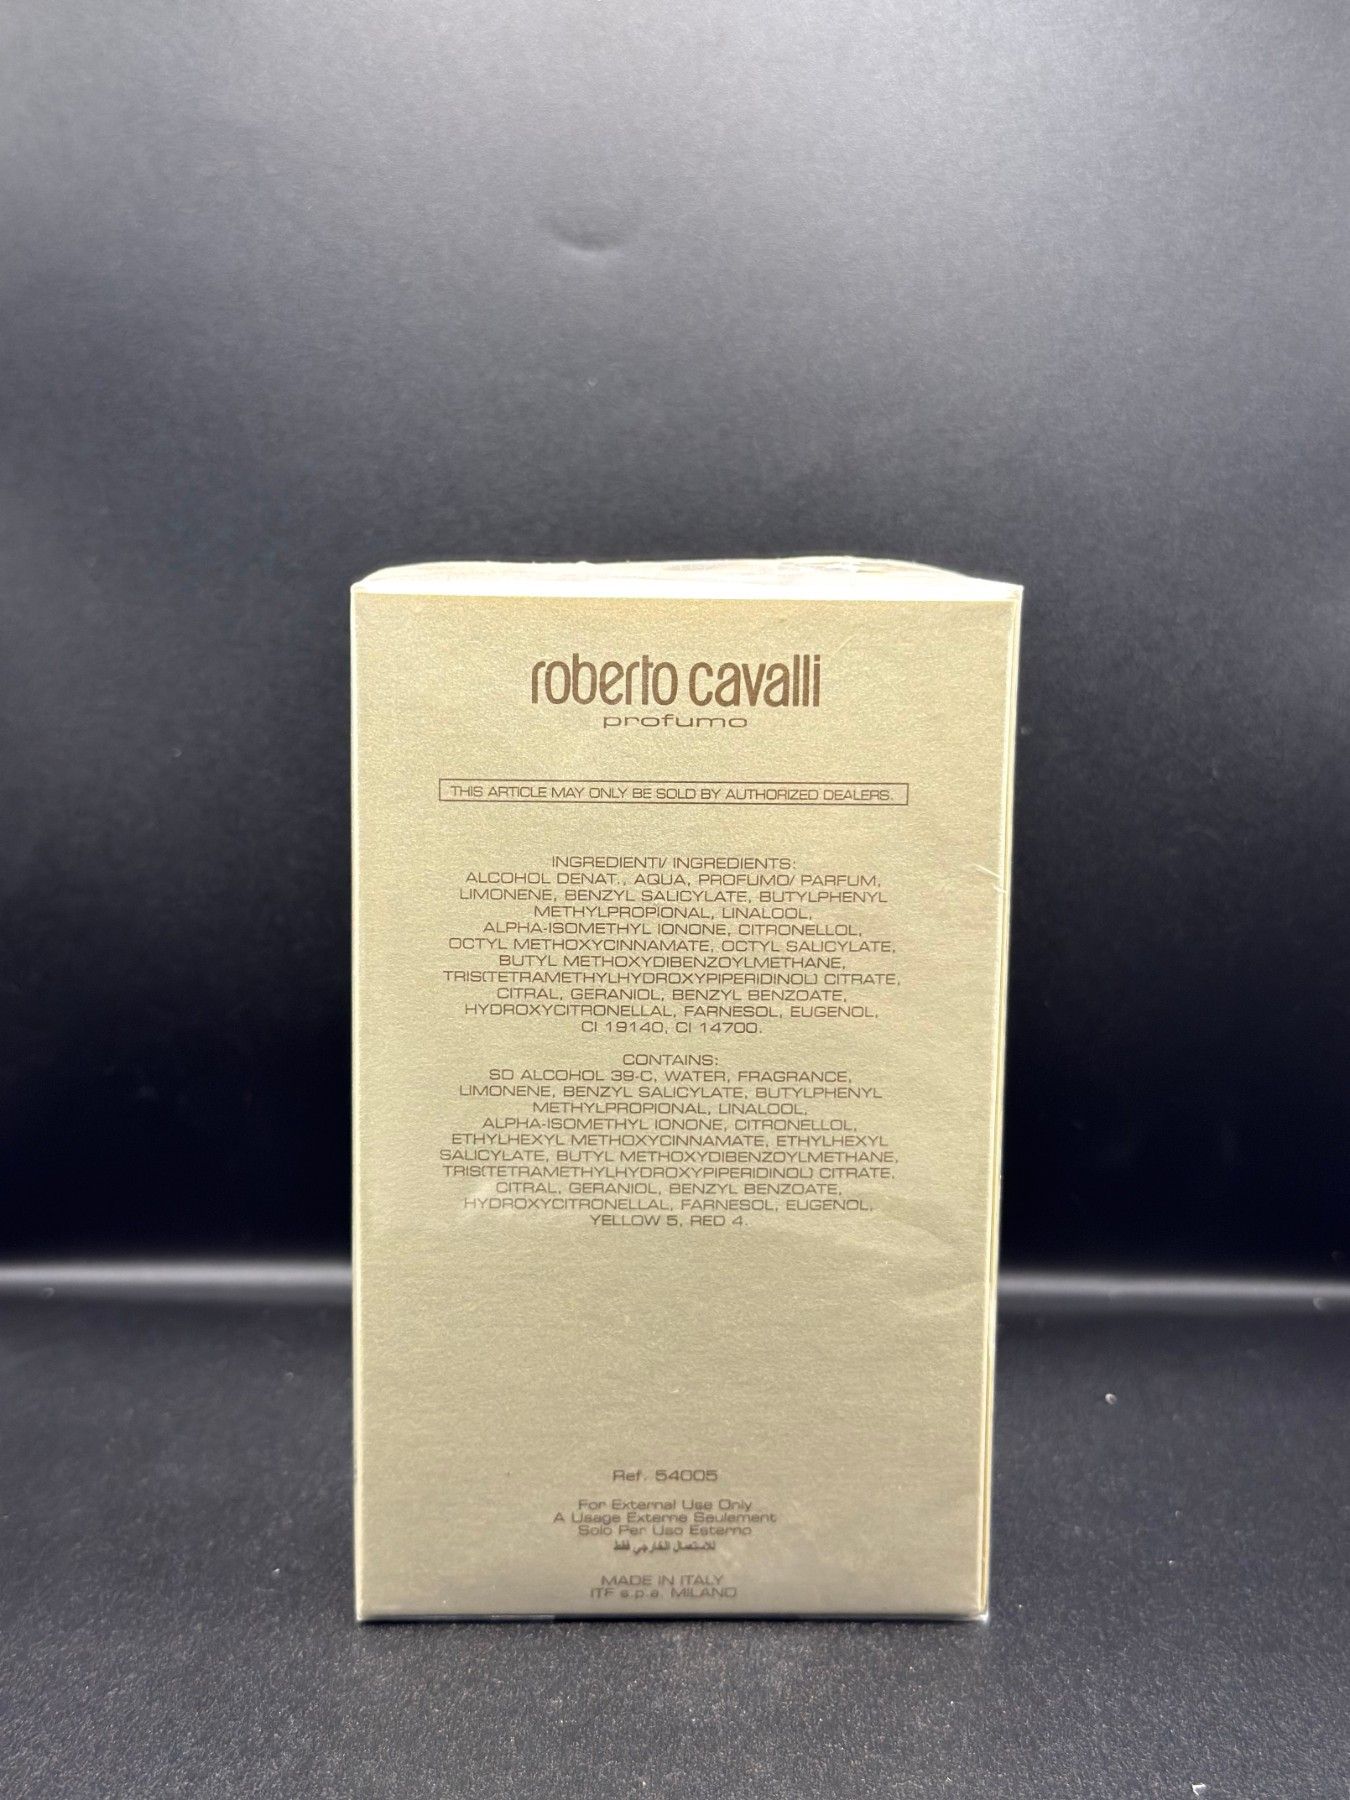 roberto cavalli
profumo
THIS ARTICLE MAY ONLY BE SOLD BY AUTHORIZED DEALERS.
INGREDIENTI/ INGREDIENTS:
ALCOHOL DENAT., AQUA, PROFUMO/ PARFUM,
LIMONENE, BENZYL SALICYLATE, BUTYLPHENYL
METHYLPROPIONAL, LINALOOL,
ALPHA-ISOMETHYL IONONE, CITRONELLOL,
OCTYL METHOXYCINNAMATE, OCTYL SALICYLATE,
BUTYL METHOXYDIBENZOYLMETHANE,
TRIS(TETRAMETHYLHYDROXYPIPERIDINOL) CITRATE,
CITRAL, GERANIOL, BENZYL BENZOATE,
HYDROXYCITRONELLAL, FARNESOL, EUGENOL,
CI 19140, CI 14700.
CONTAINS:
SD ALCOHOL 39-C, WATER, FRAGRANCE,
LIMONENE, BENZYL SALICYLATE, BUTYLPHENYL
METHYLPROPIONAL, LINALOOL,
ALPHA-ISOMETHYL IONONE, CITRONELLOL,
ETHYLHEXYL METHOXYCINNAMATE, ETHYLHEXYL
SALICYLATE, BUTYL METHOXYDIBENZOYLMETHANE,
TRIS(TETRAMETHYLHYDROXYPIPERIDINOL) CITRATE,
CITRAL, GERANIOL, BENZYL BENZOATE,
HYDROXYCITRONELLAL, FARNESOL, EUGENOL,
YELLOW 5, RED 4.
Ref. 54005
For External Use Only
A Usage Externe Seulement
Solo Per Uso Esterno
للاستعمال الخارجي فقط
MADE IN ITALY
ITF s.p.a. MILANO